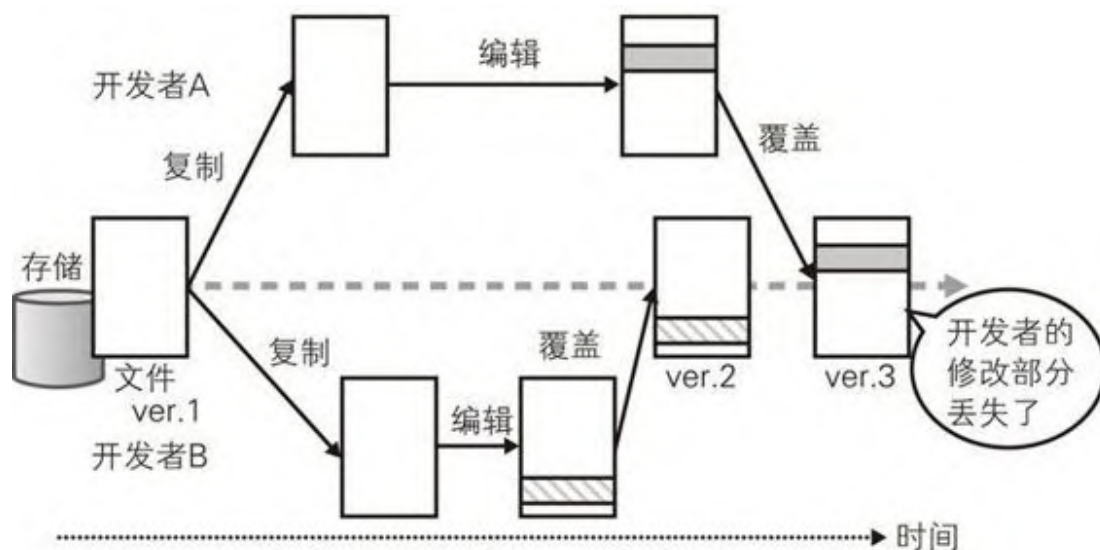 开发者A
编辑
复制
覆盖
存储
文件
ver.1
复制
覆盖
ver.2
ver.3
开发者的
修改部分
丢失了
开发者B
编辑
时间